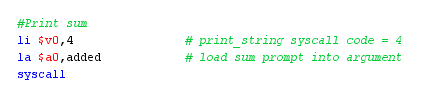 #Print sum
li $v0,4 # print_string syscall code = 4
la $a0,added # load sum prompt into argument
syscall